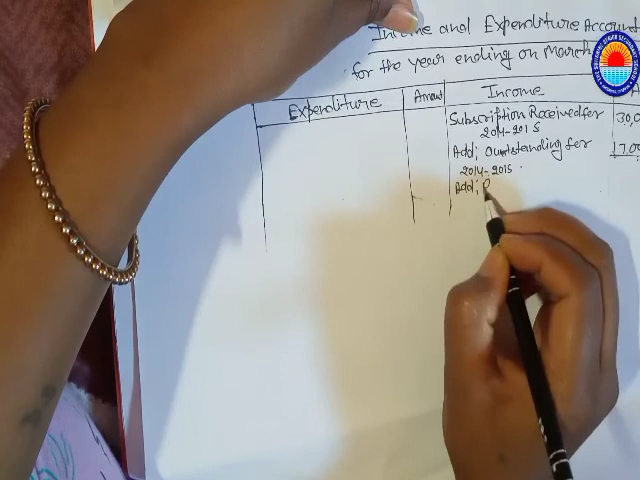 Income and Expenditure Account
for the year ending on March
Expenditure Amount Income A
Subscription Received for 30,0
2014-2015
Add; Outstanding for 17,00
2014-2015.
Add; O